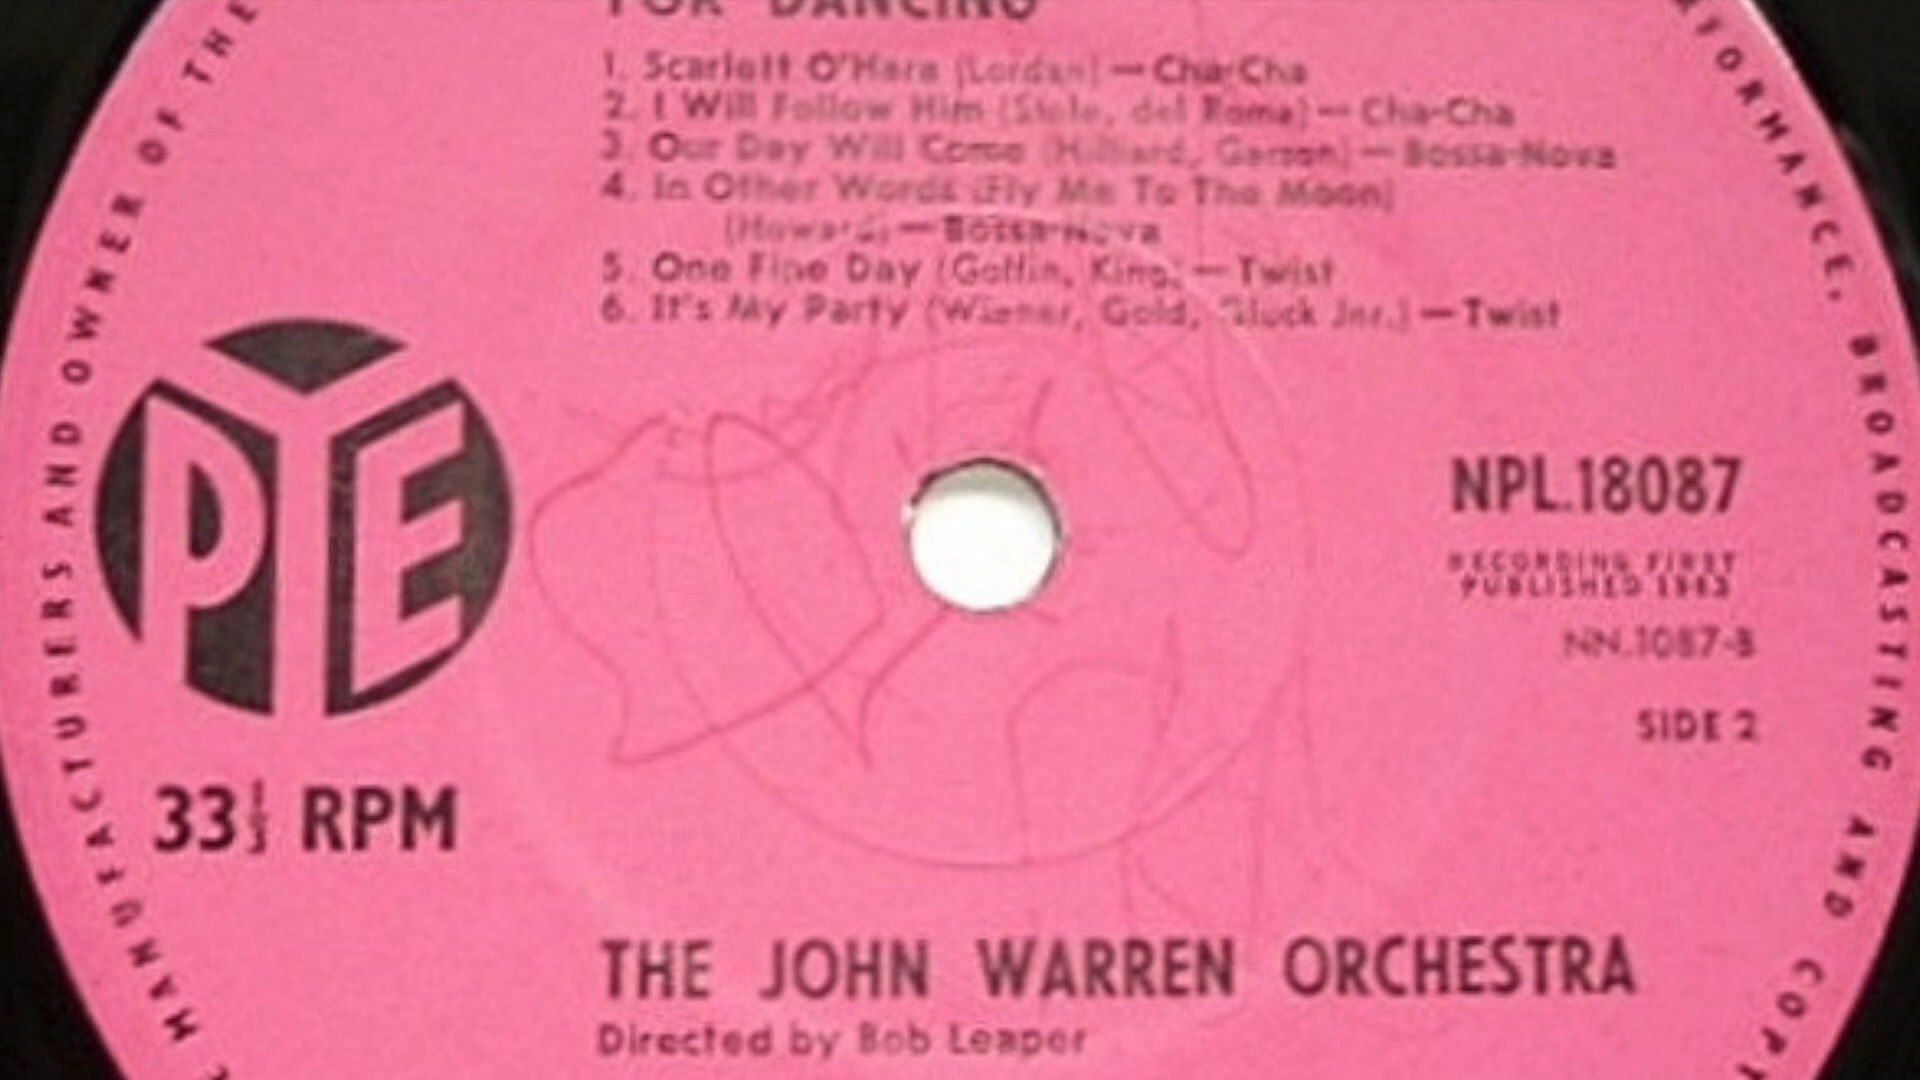 FOR DANCING
1. Scarlett O'Hara (Lordan) — Cha-Cha
2. I Will Follow Him (Stole, del Roma) — Cha-Cha
3. Our Day Will Come (Hilliard, Garson) — Bossa-Nova
4. In Other Words (Fly Me To The Moon)
(Howard) — Bossa-Nova
5. One Fine Day (Goffin, King) — Twist
6. It's My Party (Wiener, Gold, Gluck Jnr.) — Twist
PYE
NPL.18087
RECORDING FIRST
PUBLISHED 1963
NN.1087-B
SIDE 2
33⅓ RPM
THE JOHN WARREN ORCHESTRA
Directed by Bob Leaper
MANUFACTURERS AND OWNER OF THE
BROADCASTING AND